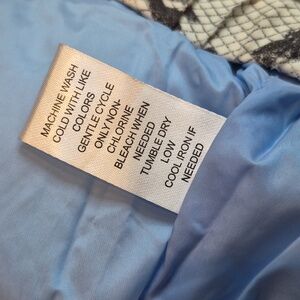 MACHINE WASH
COLD WITH LIKE
COLORS
GENTLE CYCLE
ONLY NON-
CHLORINE
BLEACH WHEN
NEEDED
TUMBLE DRY
LOW
COOL IRON IF
NEEDED